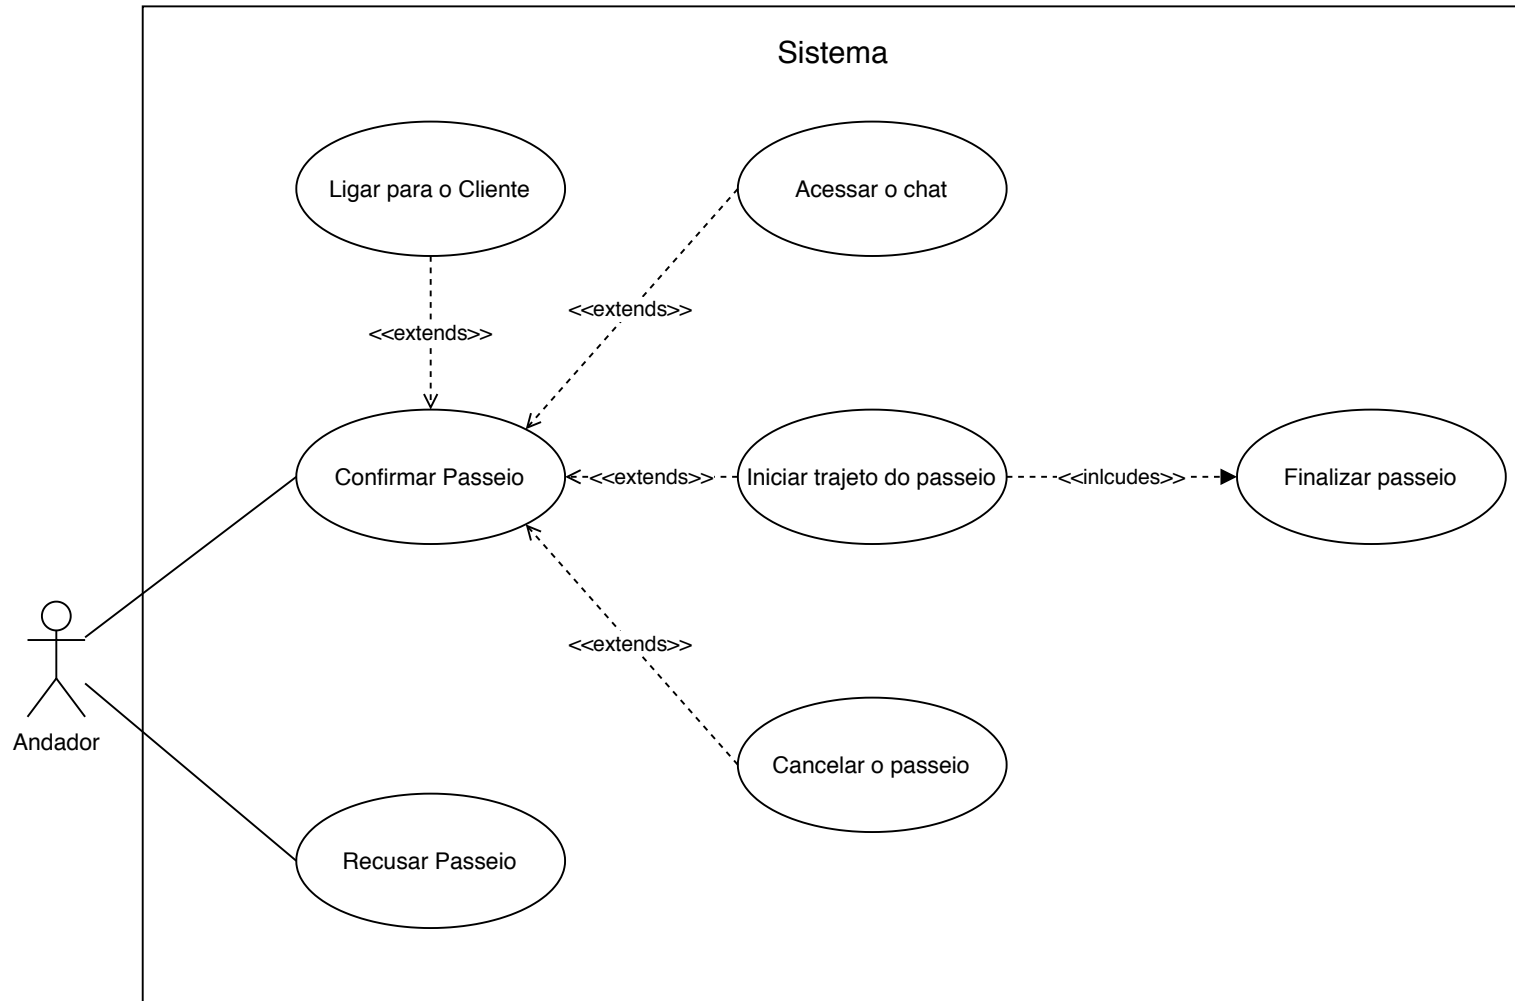 Sistema
Ligar para o Cliente
Acessar o chat
<<extends>>
<<extends>>
Confirmar Passeio
<<extends>>
Iniciar trajeto do passeio
<<inlcudes>>
Finalizar passeio
<<extends>>
Andador
Cancelar o passeio
Recusar Passeio